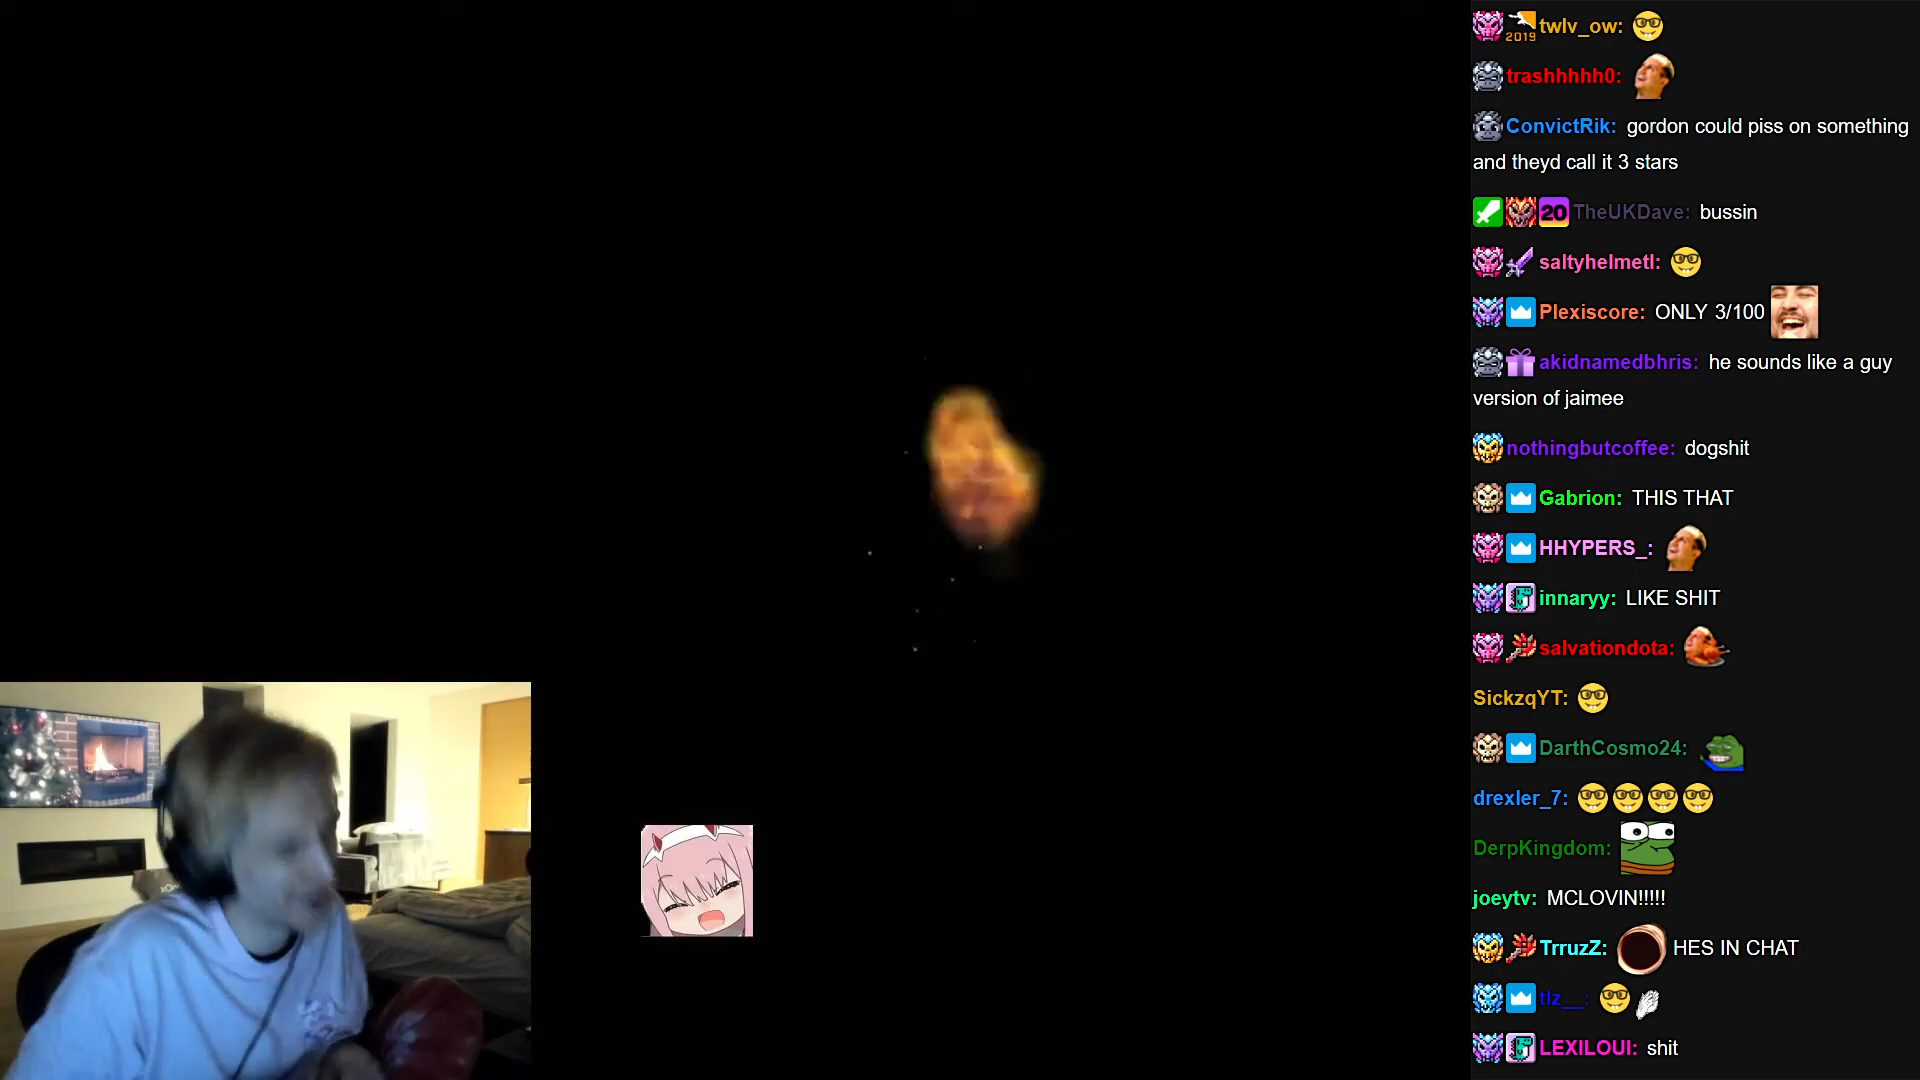 twlv_ow:
2019
trashhhhh0:
ConvictRik: gordon could piss on something
and theyd call it 3 stars
20 TheUKDave: bussin
saltyhelmetl:
Plexiscore: ONLY 3/100
akidnamedbhris: he sounds like a guy
version of jaimee
nothingbutcoffee: dogshit
Gabrion: THIS THAT
HHYPERS_:
innaryy: LIKE SHIT
salvationdota:
SickzqYT:
DarthCosmo24:
drexler_7:
DerpKingdom:
joeytv: MCLOVIN!!!!!
TrruzZ: HES IN CHAT
tlz__:
LEXILOUI: shit